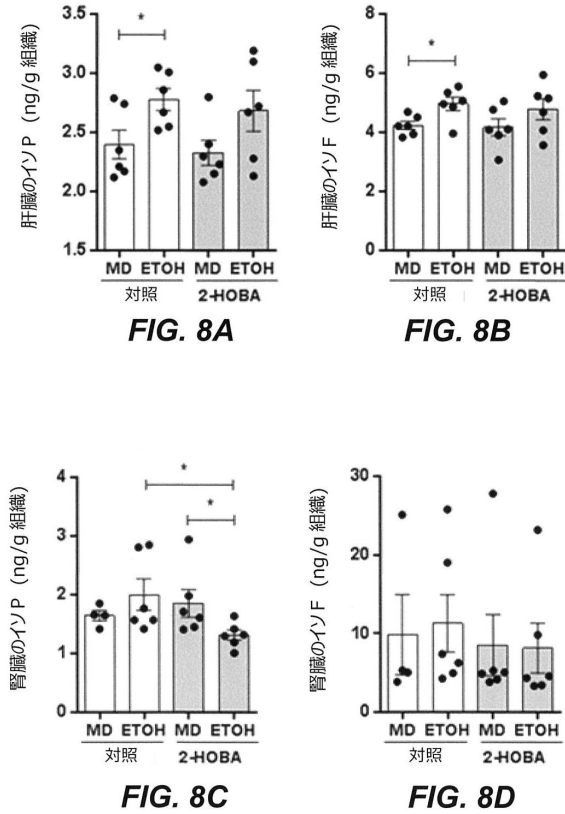 肝臓のイソP (ng/g 組織)
3.5
3.0
2.5
2.0
1.5
*
MD ETOH MD ETOH
対照 2-HOBA
FIG. 8A
肝臓のイソF (ng/g 組織)
8
6
4
2
0
*
MD ETOH MD ETOH
対照 2-HOBA
FIG. 8B
腎臓のイソP (ng/g 組織)
4
3
2
1
0
*
*
MD ETOH MD ETOH
対照 2-HOBA
FIG. 8C
腎臓のイソF (ng/g 組織)
30
20
10
0
MD ETOH MD ETOH
対照 2-HOBA
FIG. 8D